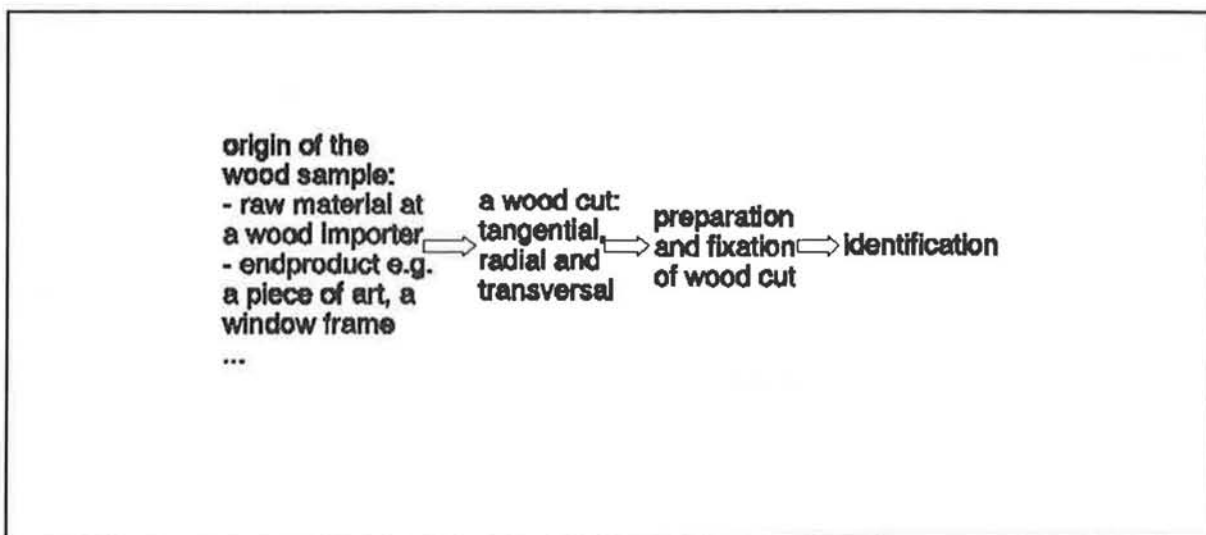 origin of the
wood sample:
- raw material at
a wood importer
- endproduct e.g.
a piece of art, a
window frame
...
a wood cut:
tangential,
radial and
transversal
preparation
and fixation
of wood cut
identification